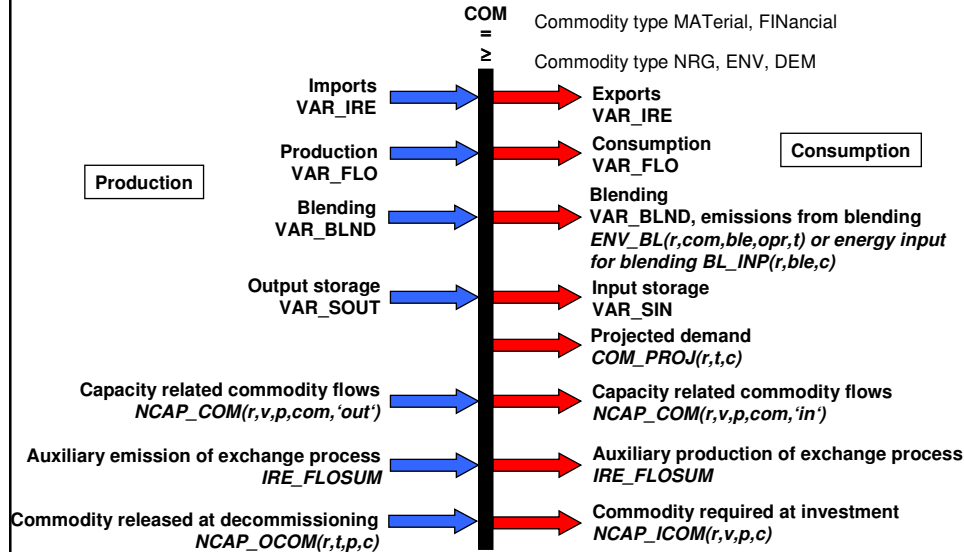 COM
=
≥
Commodity type MATerial, FINancial
Commodity type NRG, ENV, DEM
Production
Imports
VAR_IRE
Production
VAR_FLO
Blending
VAR_BLND
Output storage
VAR_SOUT
Capacity related commodity flows
NCAP_COM(r,v,p,com,‘out‘)
Auxiliary emission of exchange process
IRE_FLOSUM
Commodity released at decommissioning
NCAP_OCOM(r,t,p,c)
Consumption
Exports
VAR_IRE
Consumption
VAR_FLO
Blending
VAR_BLND, emissions from blending
ENV_BL(r,com,ble,opr,t) or energy input
for blending BL_INP(r,ble,c)
Input storage
VAR_SIN
Projected demand
COM_PROJ(r,t,c)
Capacity related commodity flows
NCAP_COM(r,v,p,com,‘in‘)
Auxiliary production of exchange process
IRE_FLOSUM
Commodity required at investment
NCAP_ICOM(r,v,p,c)